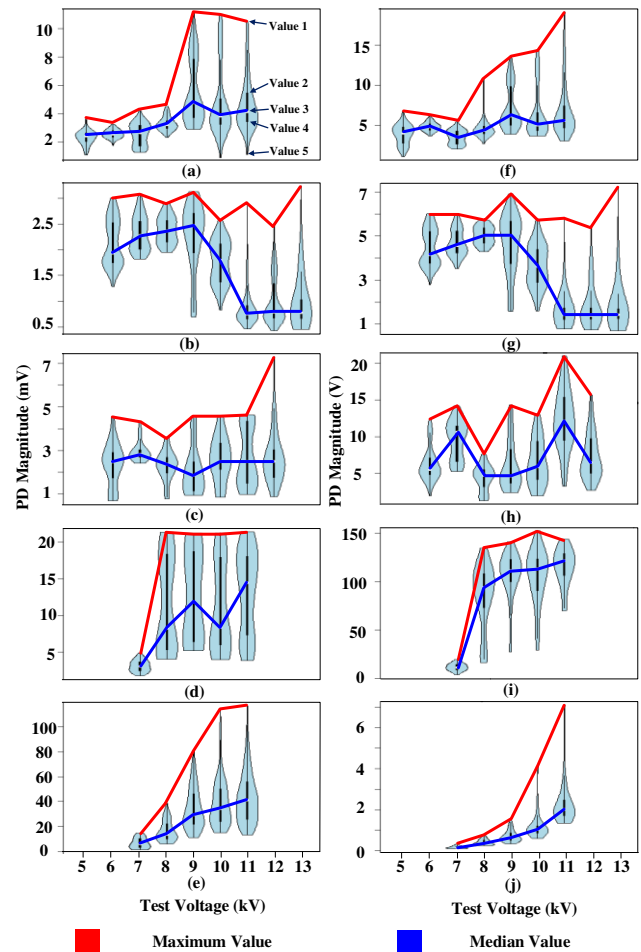 11
10
8
6
4
2
Value 1
Value 2
Value 3
Value 4
Value 5
(a)
15
10
5
(f)
2.5
1.5
0.5
(b)
7
5
3
1
(g)
7
5
3
1
(c)
20
15
10
5
(h)
20
15
10
5
(d)
150
100
50
0
(i)
100
80
60
40
20
0
5 6 7 8 9 10 11 12 13
(e)
6
4
2
0
5 6 7 8 9 10 11 12 13
(j)
PD Magnitude (mV)
PD Magnitude (V)
Test Voltage (kV)
Test Voltage (kV)
Maximum Value
Median Value